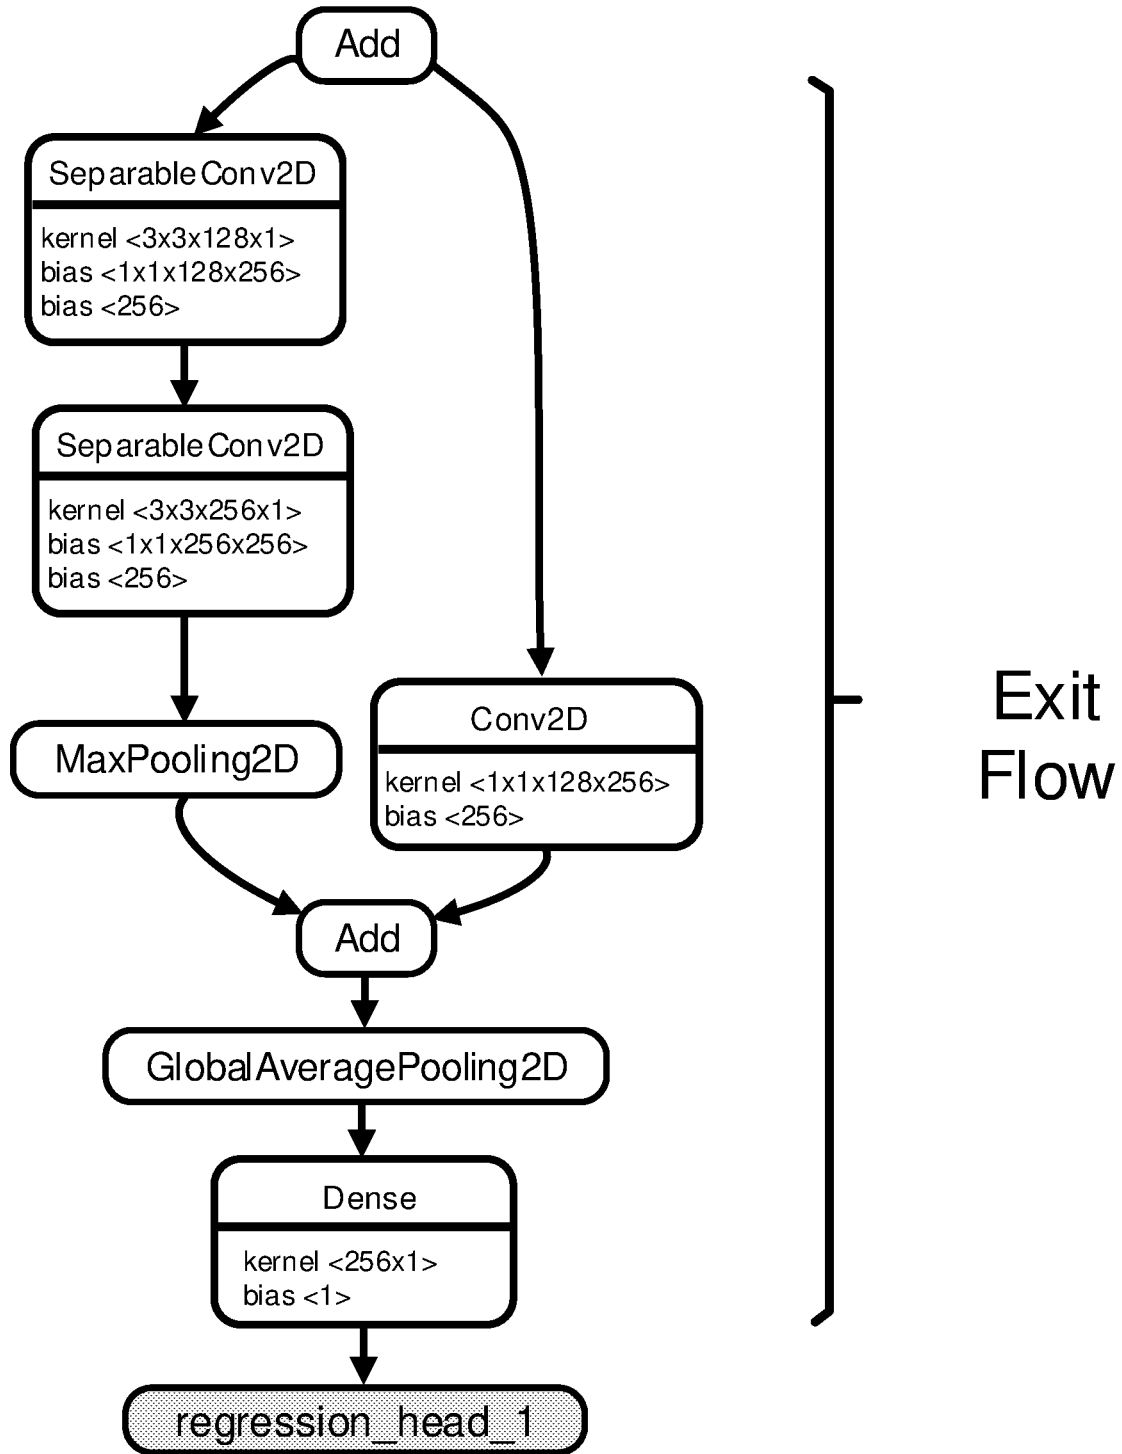 Add
SeparableConv2D
kernel <3x3x128x1>
bias <1x1x128x256>
bias <256>
SeparableConv2D
kernel <3x3x256x1>
bias <1x1x256x256>
bias <256>
MaxPooling2D
Conv2D
kernel <1x1x128x256>
bias <256>
Add
GlobalAveragePooling2D
Dense
kernel <256x1>
bias <1>
regression_head_1
Exit
Flow